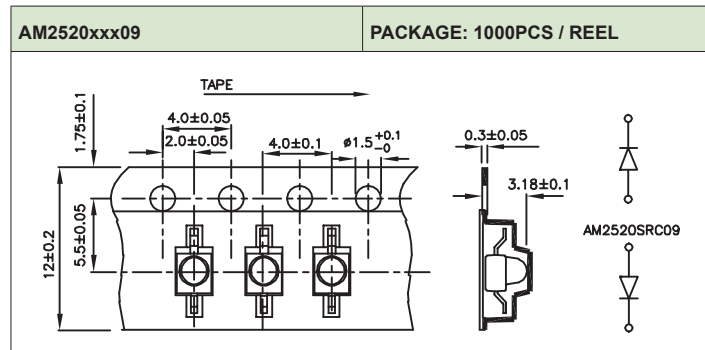 AM2520xxx09
PACKAGE: 1000PCS / REEL
TAPE
1.75±0.1
4.0±0.05
2.0±0.05
4.0±0.1
ø1.5 +0.1 -0
0.3±0.05
3.18±0.1
12±0.2
5.5±0.05
AM2520SRC09